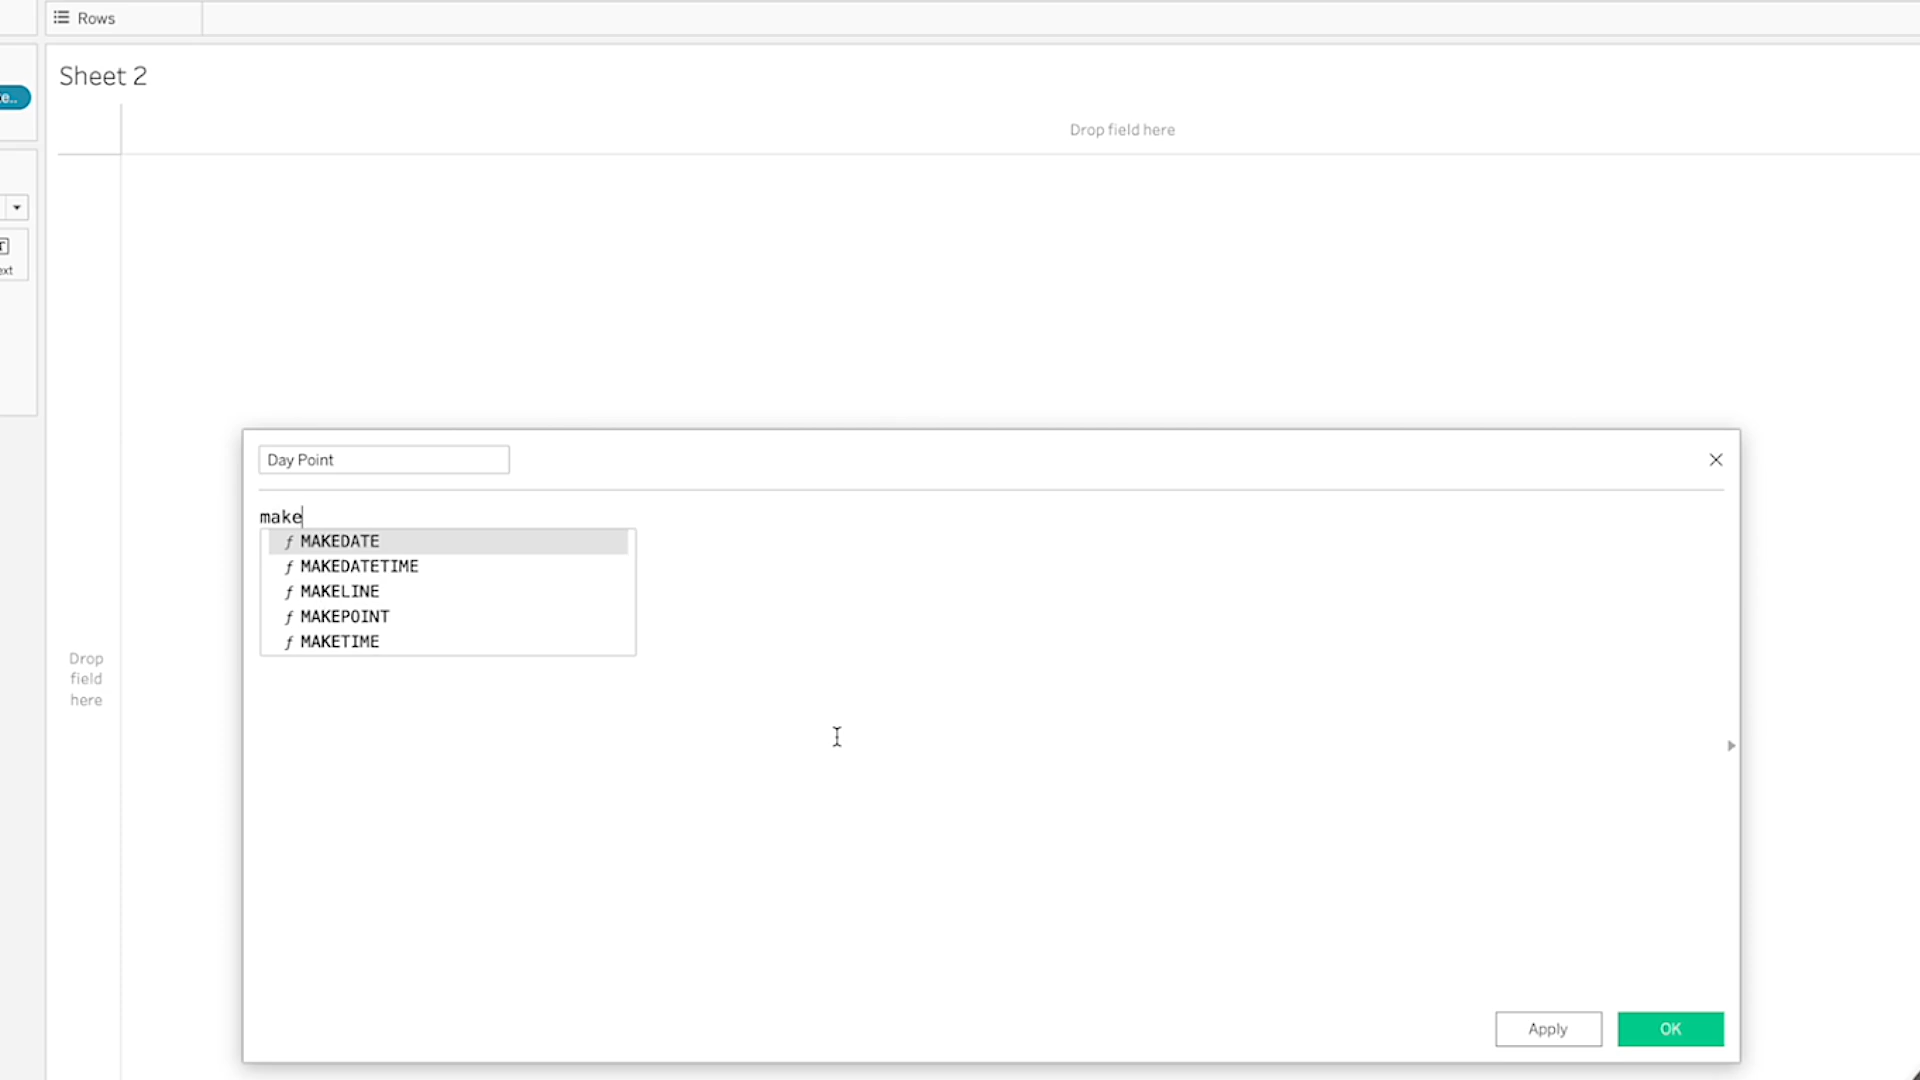 Rows
Sheet 2
Drop field here
Day Point
make
f MAKEDATE
f MAKEDATETIME
f MAKELINE
f MAKEPOINT
f MAKETIME
Drop
field
here
Apply
OK